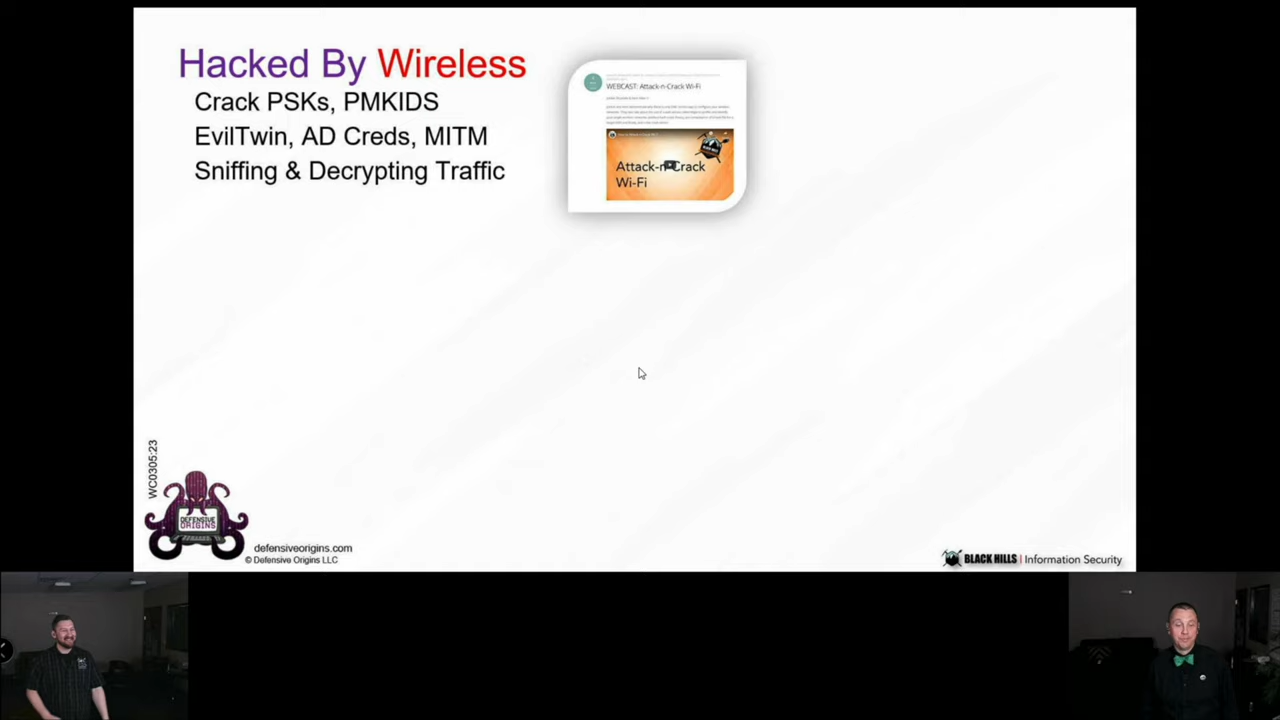 Hacked By Wireless
Crack PSKs, PMKIDS
EvilTwin, AD Creds, MITM
Sniffing & Decrypting Traffic
WEBCAST: Attack-n-Crack Wi-Fi
Attack-n-Crack
Wi-Fi
WC0305:23
DEFENSIVE
ORIGINS
defensiveorigins.com
© Defensive Origins LLC
BLACK HILLS | Information Security